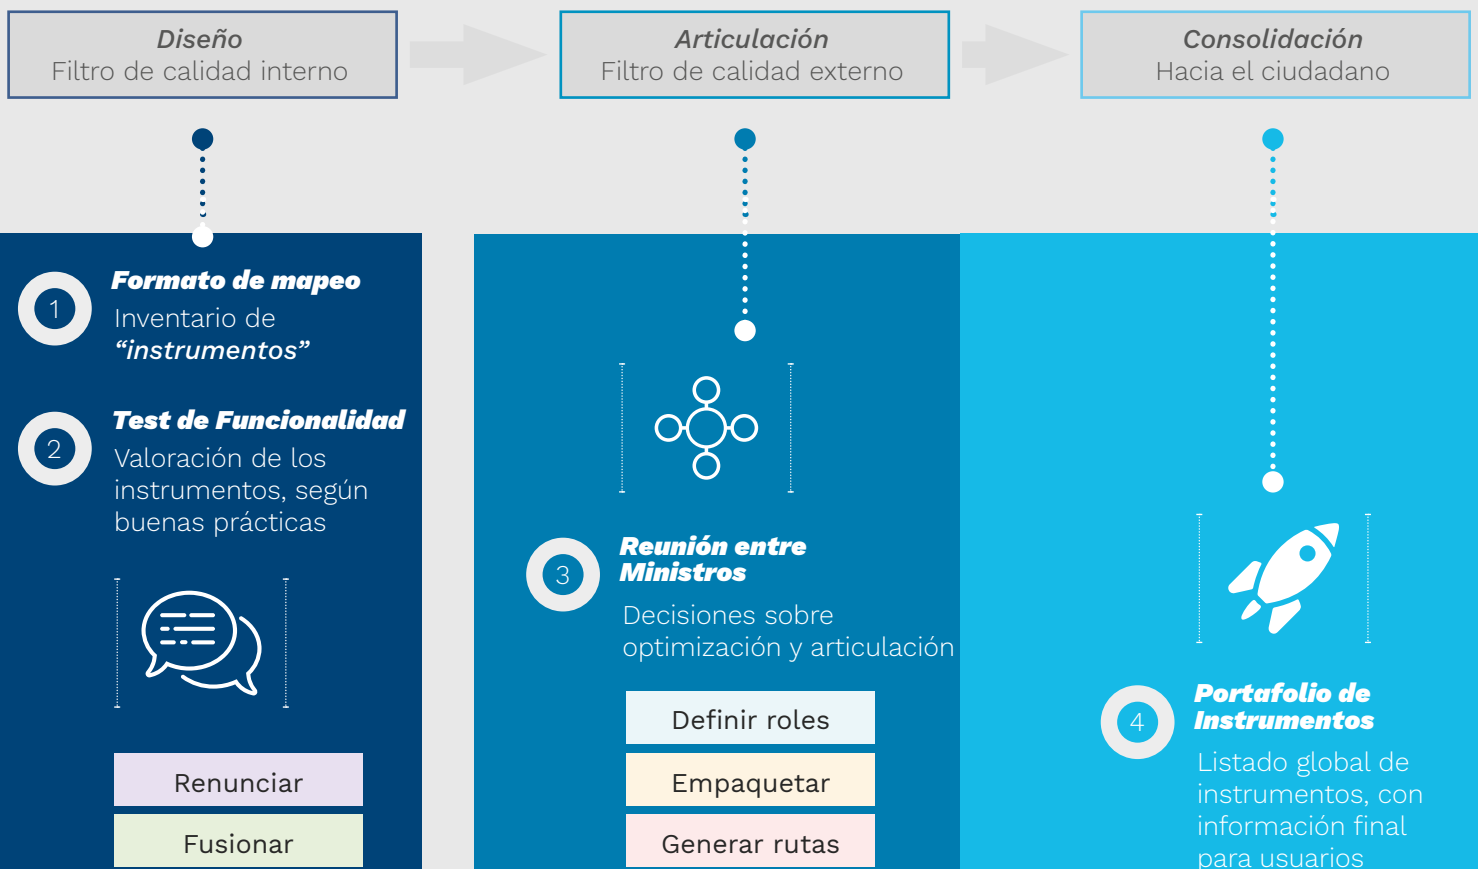 Diseño
Filtro de calidad interno
Articulación
Filtro de calidad externo
Consolidación
Hacia el ciudadano
1
Formato de mapeo
Inventario de
“instrumentos”
2
Test de Funcionalidad
Valoración de los
instrumentos, según
buenas prácticas
Renunciar
Fusionar
3
Reunión entre
Ministros
Decisiones sobre
optimización y articulación
Definir roles
Empaquetar
Generar rutas
4
Portafolio de
Instrumentos
Listado global de
instrumentos, con
información final
para usuarios